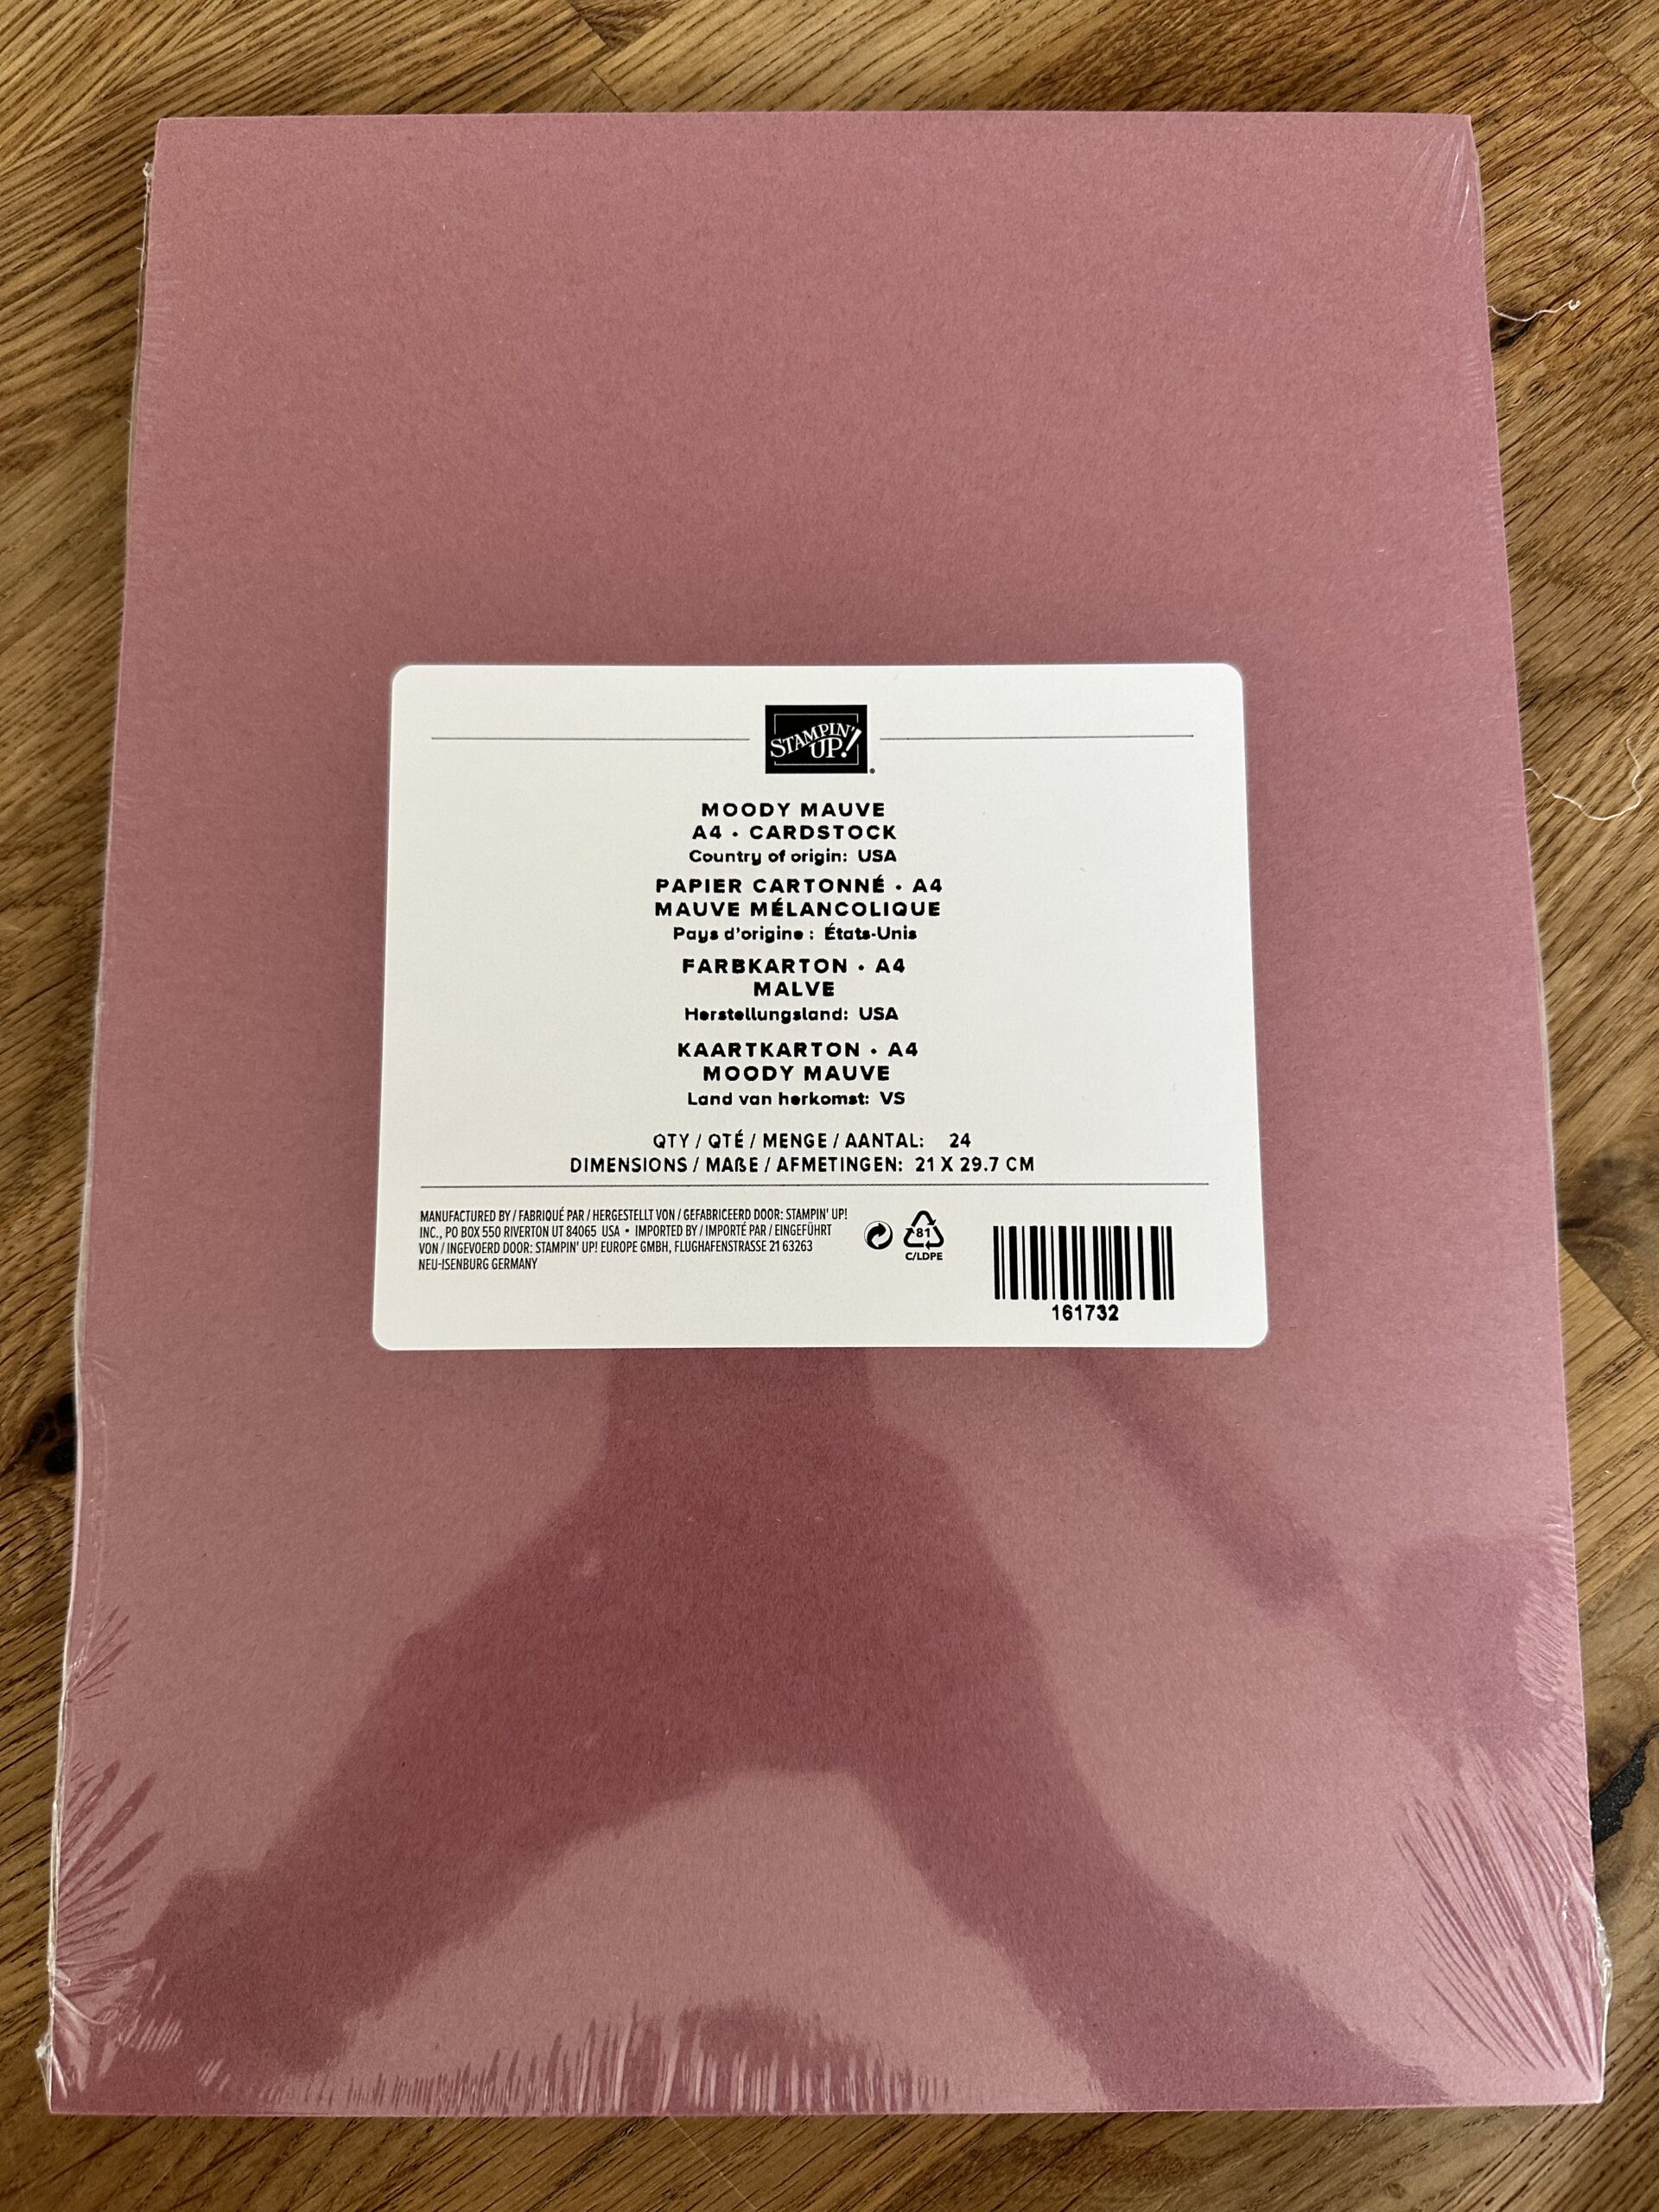 STAMPIN' UP!
MOODY MAUVE
A4 • CARDSTOCK
Country of origin: USA
PAPIER CARTONNÉ • A4
MAUVE MÉLANCOLIQUE
Pays d'origine : États-Unis
FARBKARTON • A4
MALVE
Herstellungsland: USA
KAARTKARTON • A4
MOODY MAUVE
Land van herkomst: VS
QTY / QTÉ / MENGE / AANTAL: 24
DIMENSIONS / MAßE / AFMETINGEN: 21 X 29.7 CM
MANUFACTURED BY / FABRIQUÉ PAR / HERGESTELLT VON / GEFABRICEERD DOOR: STAMPIN' UP!
INC., PO BOX 550 RIVERTON UT 84065 USA • IMPORTED BY / IMPORTÉ PAR / EINGEFÜHRT
VON / INGEVOERD DOOR: STAMPIN' UP! EUROPE GMBH, FLUGHAFENSTRASSE 21 63263
NEU-ISENBURG GERMANY
81
C/LDPE
161732